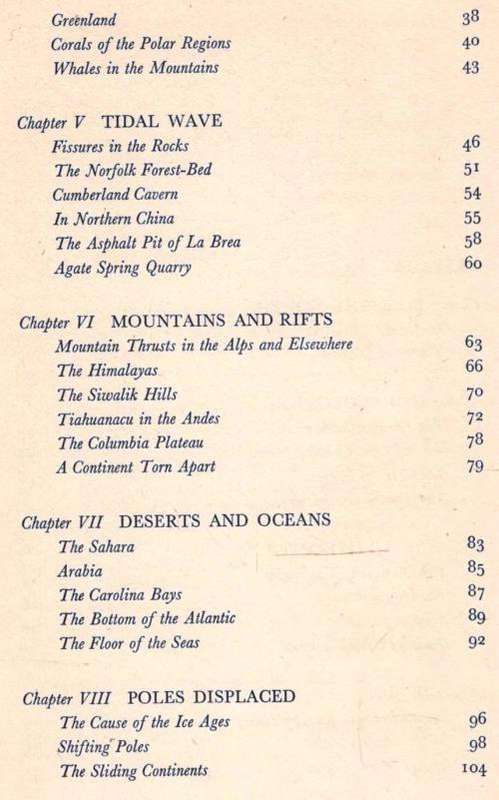 Greenland 38
Corals of the Polar Regions 40
Whales in the Mountains 43
Chapter V TIDAL WAVE
Fissures in the Rocks 46
The Norfolk Forest-Bed 51
Cumberland Cavern 54
In Northern China 55
The Asphalt Pit of La Brea 58
Agate Spring Quarry 60
Chapter VI MOUNTAINS AND RIFTS
Mountain Thrusts in the Alps and Elsewhere 63
The Himalayas 66
The Siwalik Hills 70
Tiahuanacu in the Andes 72
The Columbia Plateau 78
A Continent Torn Apart 79
Chapter VII DESERTS AND OCEANS
The Sahara 83
Arabia 85
The Carolina Bays 87
The Bottom of the Atlantic 89
The Floor of the Seas 92
Chapter VIII POLES DISPLACED
The Cause of the Ice Ages 96
Shifting Poles 98
The Sliding Continents 104